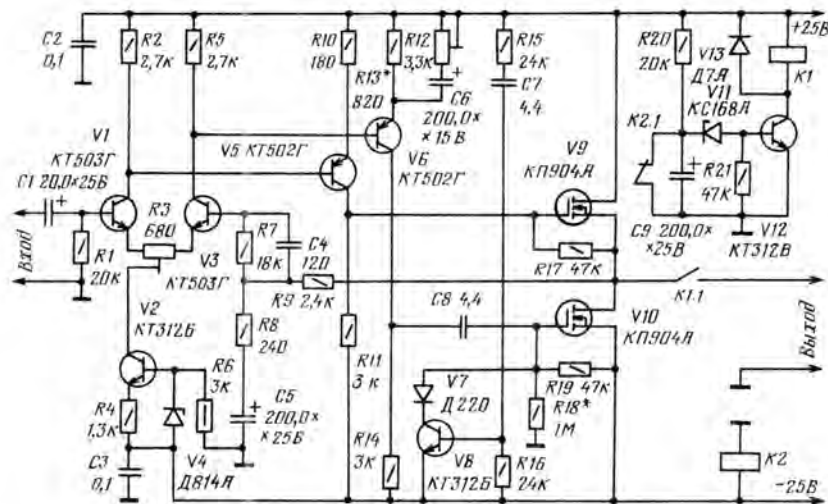 C2
0,1
R2
2,7к
R5
2,7к
R10
180
R13*
820
R12
3,3к
C6
200,0×
×15В
R15
24к
C7
4,4
R20
20к
V13
Д7Я
V11
КС168А
+25В
K1
V1
КТ503Г
C1 20,0×25В
V5 КТ502Г
V6
КТ502Г
V9
КП904А
K2.1
R21
47К
C9 200,0×
×25В
V12
КТ312В
Вход
R1
20к
R3
680
V3
КТ503Г
R7
18к
C4
120
R9 2,4к
R17 47к
K1.1
V2
КТ312Б
R8
240
C8 4,4
V10
КП904А
Выход
R4
1,3к
R6
3к
C5
200,0×
×25В
R11
3 к
V7
Д220
R19 47к
R18*
1М
C3
0,1
V4
Д814А
R14
3К
V8
КТ312Б
R16
24К
K2
-25В